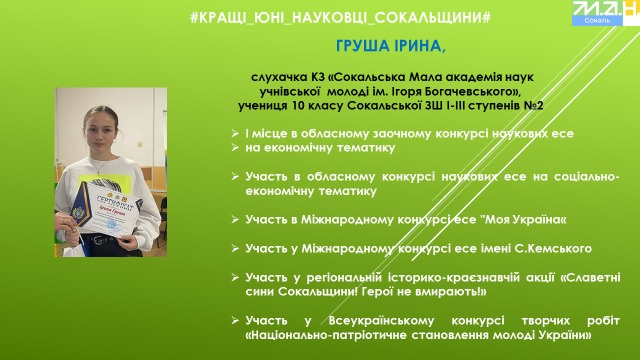 #КРАЩІ_ЮНІ_НАУКОВЦІ_СОКАЛЬЩИНИ#
М.А.Н
Сокаль
ГРУША ІРИНА,
слухачка КЗ «Сокальська Мала академія наук
учнівської молоді ім. Ігоря Богачевського»,
учениця 10 класу Сокальської ЗШ І-ІІІ ступенів №2
СЕРТИФІКАТ
➢ І місце в обласному заочному конкурсі наукових есе
➢ на економічну тематику
➢ Участь в обласному конкурсі наукових есе на соціально-
економічну тематику
➢ Участь в Міжнародному конкурсі есе "Моя Україна“
➢ Участь у Міжнародному конкурсі есе імені С.Кемського
➢ Участь у регіональній історико-краєзнавчій акції «Славетні
сини Сокальщини! Герої не вмирають!»
➢ Участь у Всеукраїнському конкурсі творчих робіт
«Національно-патріотичне становлення молоді України»